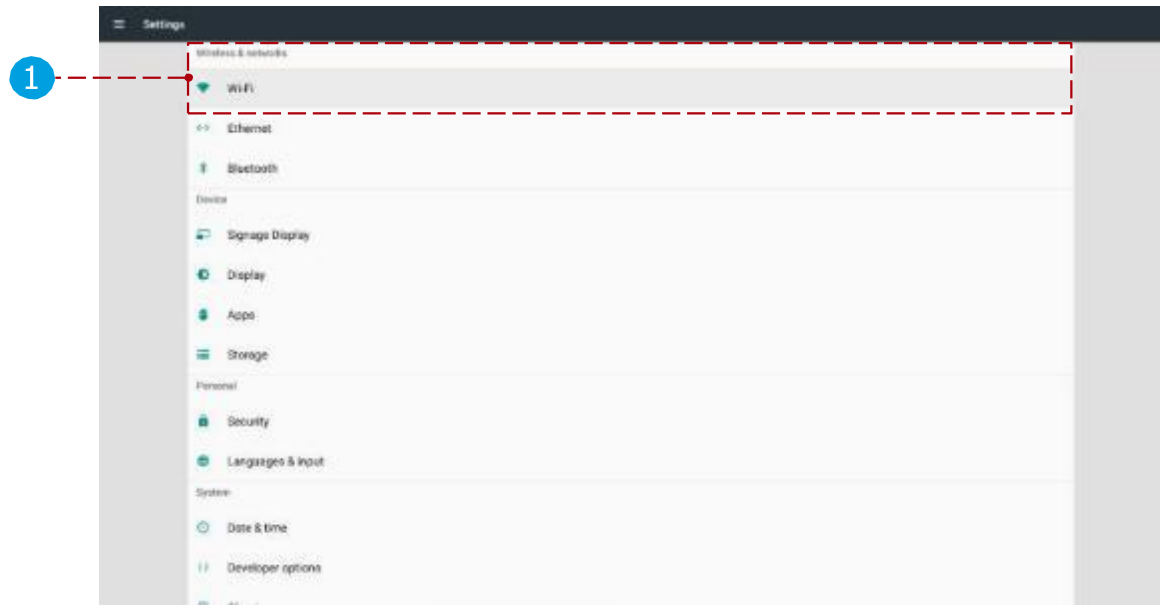 Settings
1
Wireless & networks
Wi-Fi
Ethernet
Bluetooth
Device
Signage Display
Display
Apps
Storage
Personal
Security
Languages & input
System
Date & time
Developer options